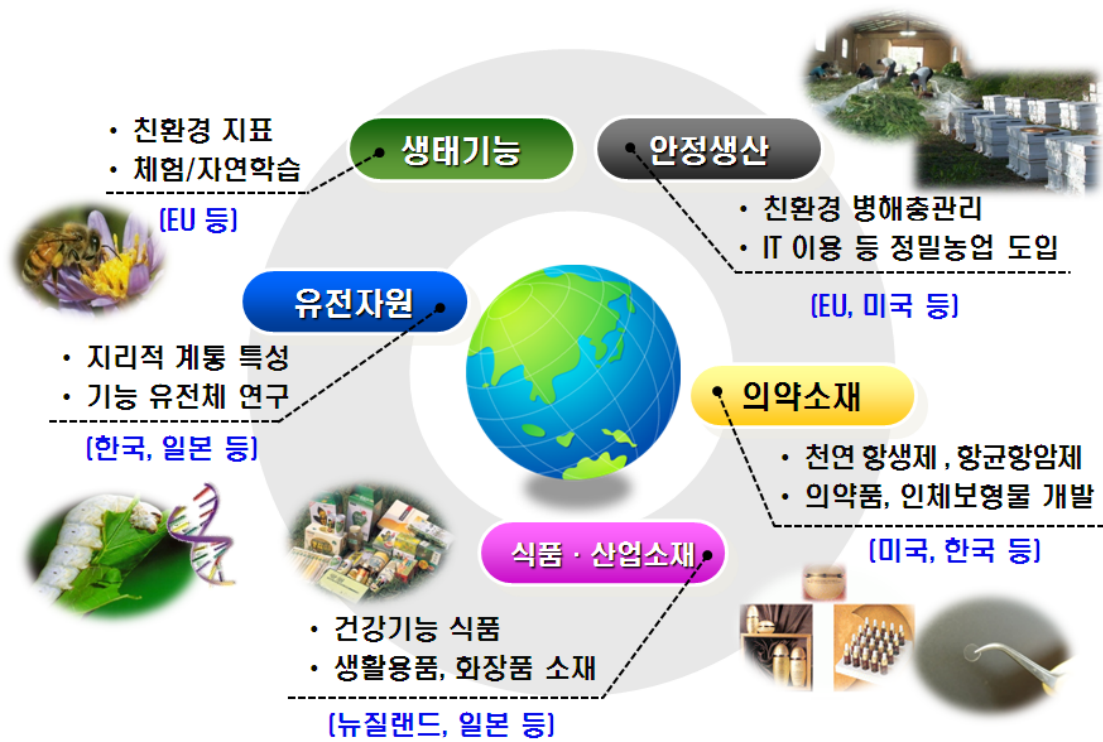 생태기능
• 친환경 지표
• 체험/자연학습
(EU 등)
안정생산
• 친환경 병해충관리
• IT 이용 등 정밀농업 도입
(EU, 미국 등)
유전자원
• 지리적 계통 특성
• 기능 유전체 연구
(한국, 일본 등)
의약소재
• 천연 항생제 , 항균항암제
• 의약품, 인체보형물 개발
(미국, 한국 등)
식품 · 산업소재
• 건강기능 식품
• 생활용품, 화장품 소재
(뉴질랜드, 일본 등)